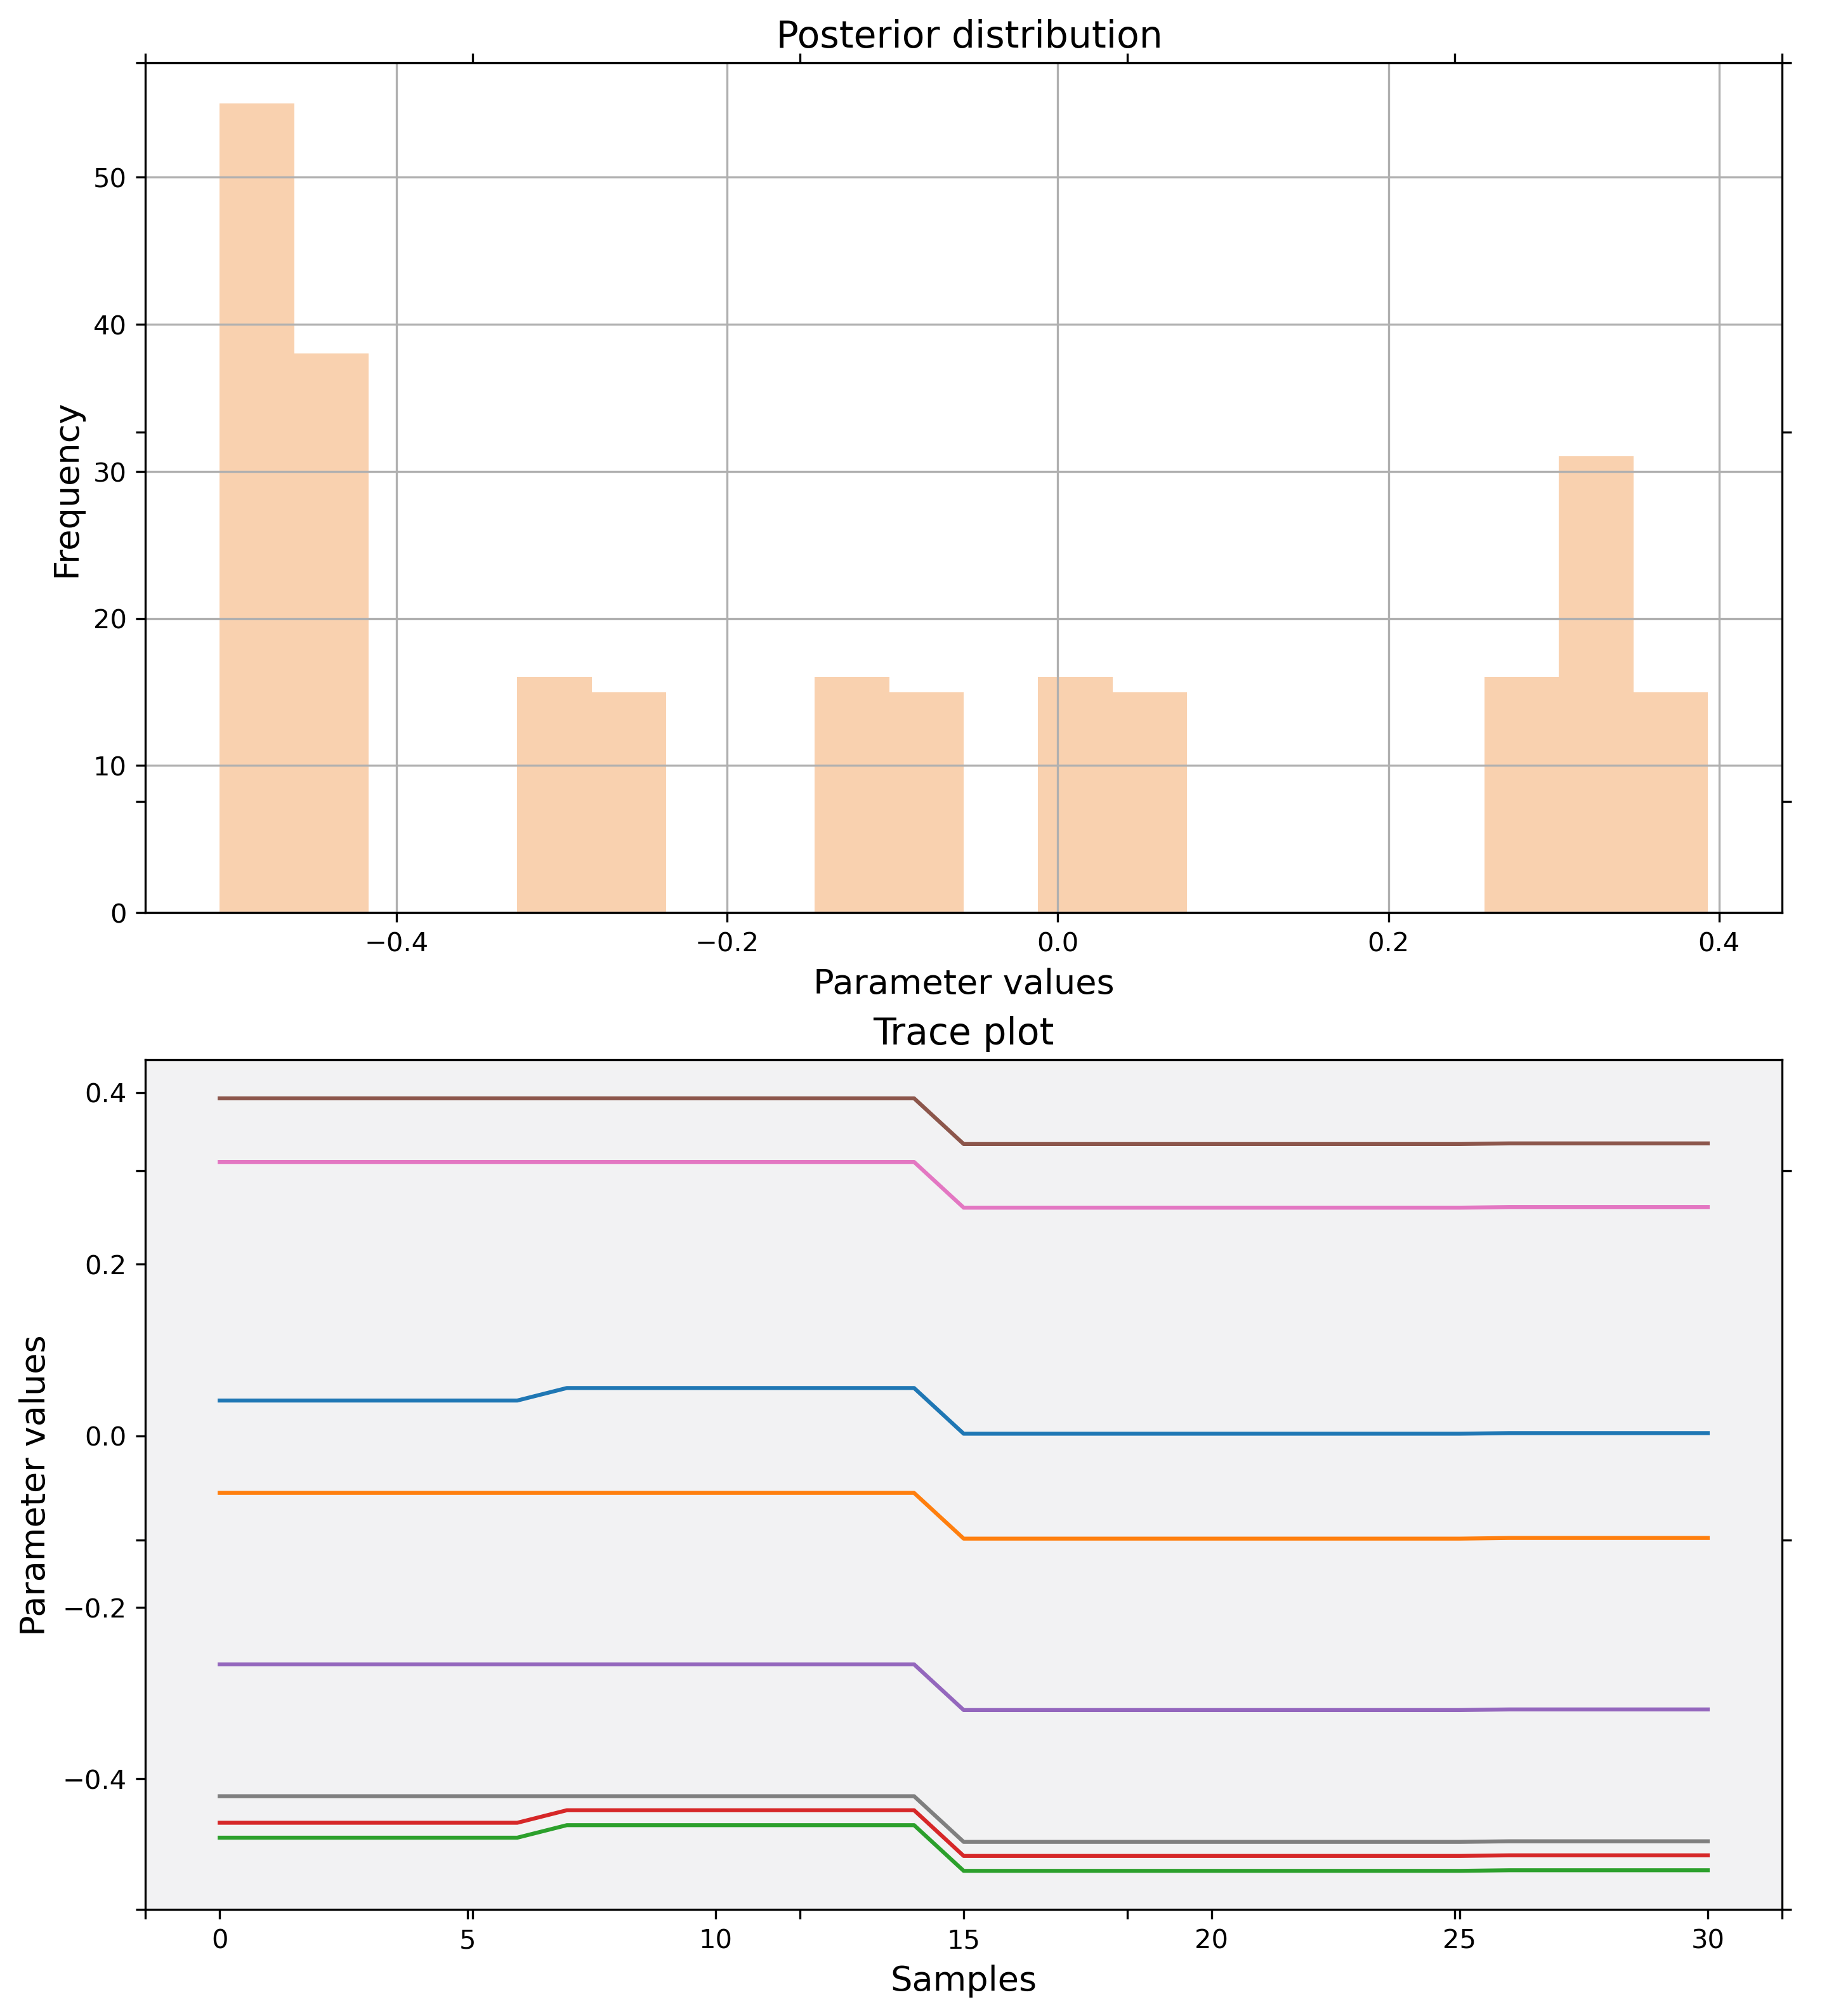 Posterior distribution
Frequency
50
40
30
20
10
0
−0.4 −0.2 0.0 0.2 0.4
Parameter values
Trace plot
Parameter values
0.4
0.2
0.0
−0.2
−0.4
0 5 10 15 20 25 30
Samples